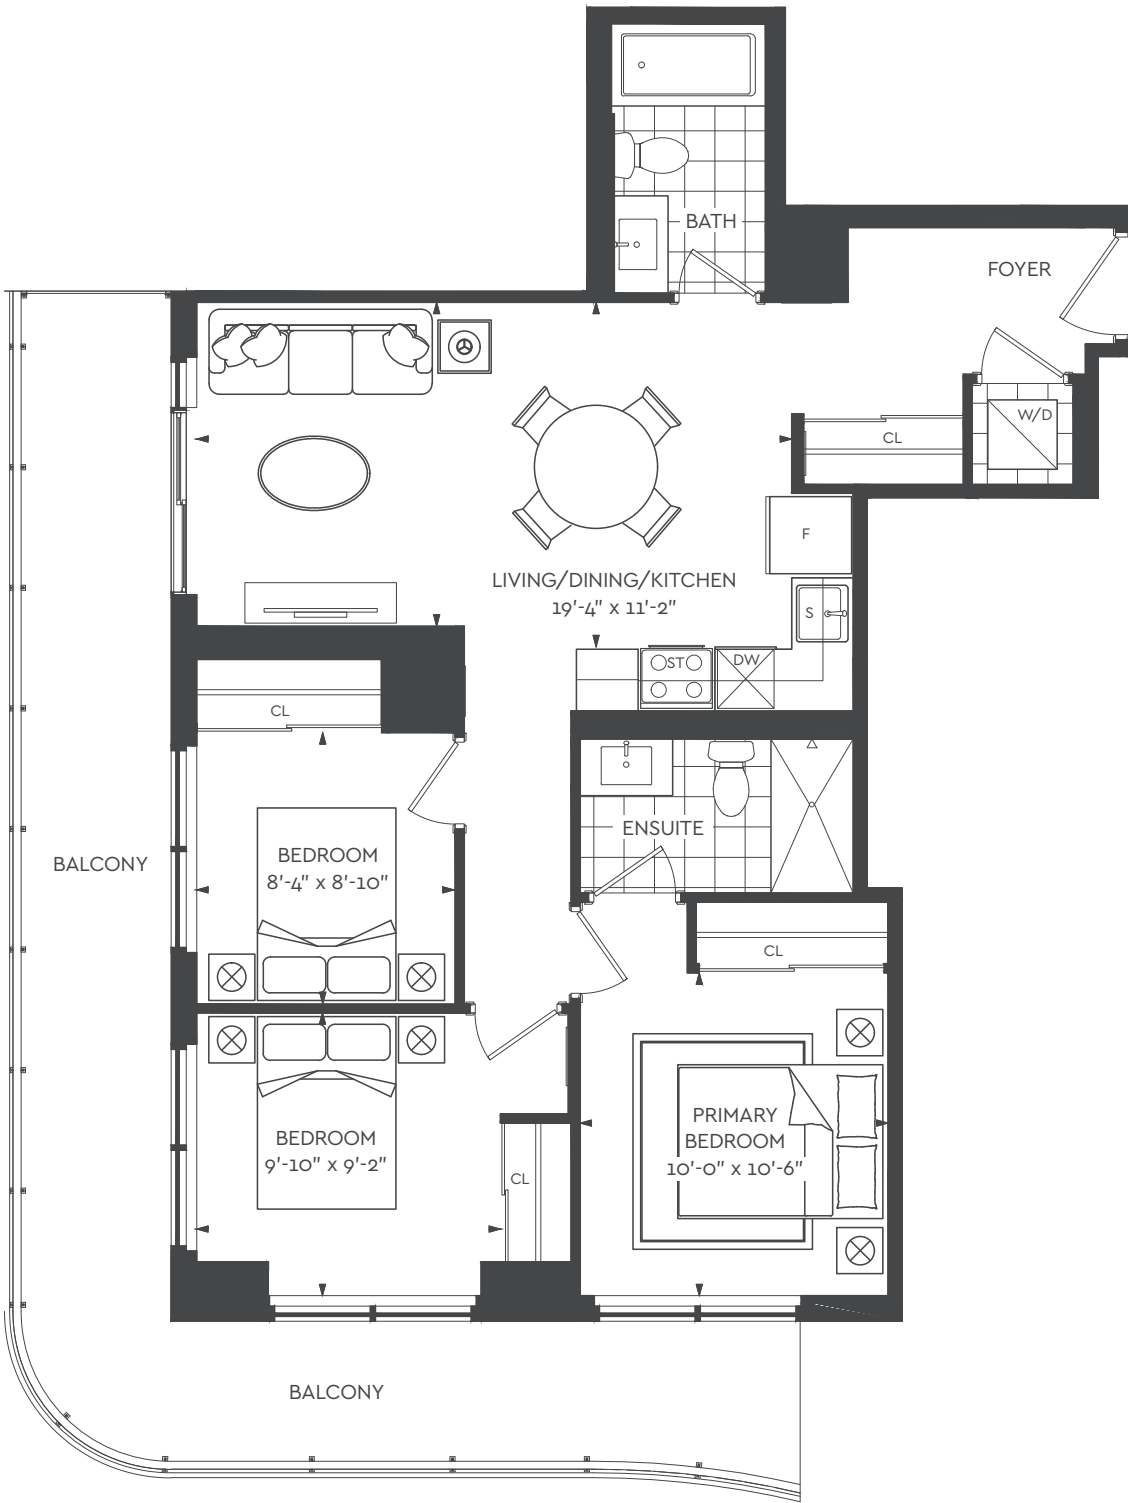 BATH
FOYER
W/D
CL
F
LIVING/DINING/KITCHEN
19'-4" x 11'-2"
S
ST
DW
CL
ENSUITE
BEDROOM
8'-4" x 8'-10"
BALCONY
CL
PRIMARY
BEDROOM
10'-0" x 10'-6"
BEDROOM
9'-10" x 9'-2"
CL
BALCONY